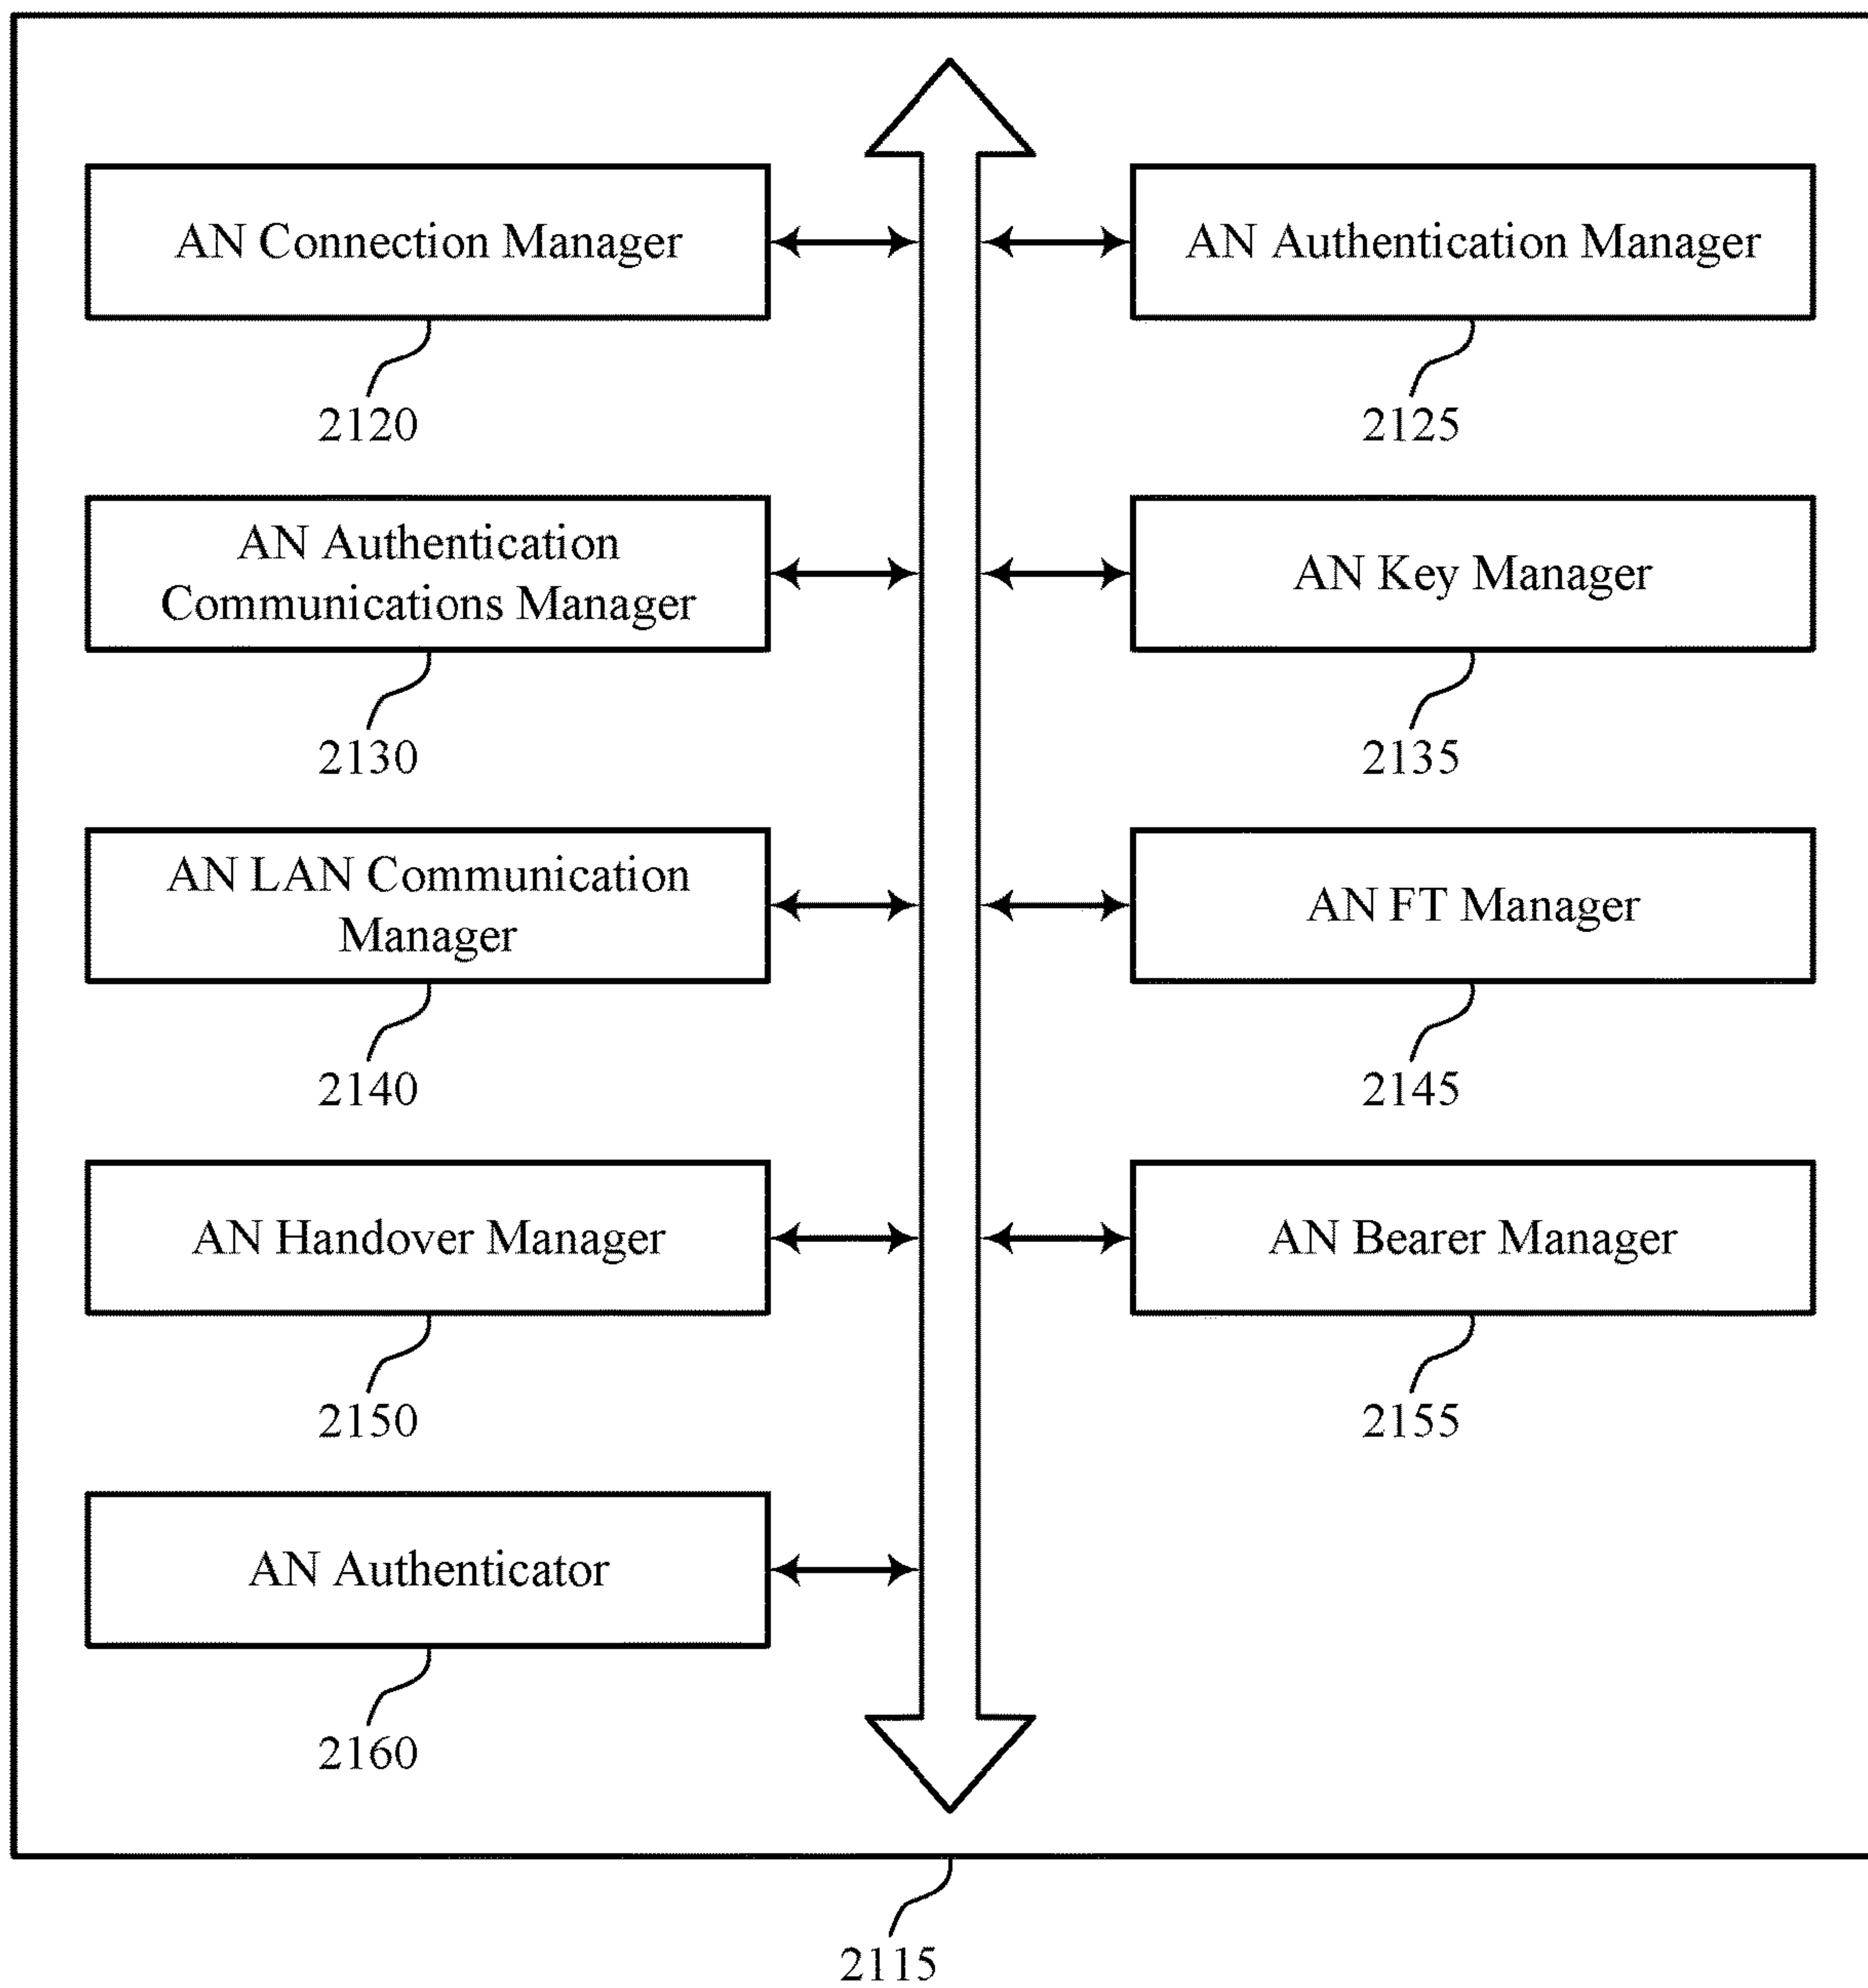 AN Connection Manager
2120
AN Authentication Manager
2125
AN Authentication
Communications Manager
2130
AN Key Manager
2135
AN LAN Communication
Manager
2140
AN FT Manager
2145
AN Handover Manager
2150
AN Bearer Manager
2155
AN Authenticator
2160
2115